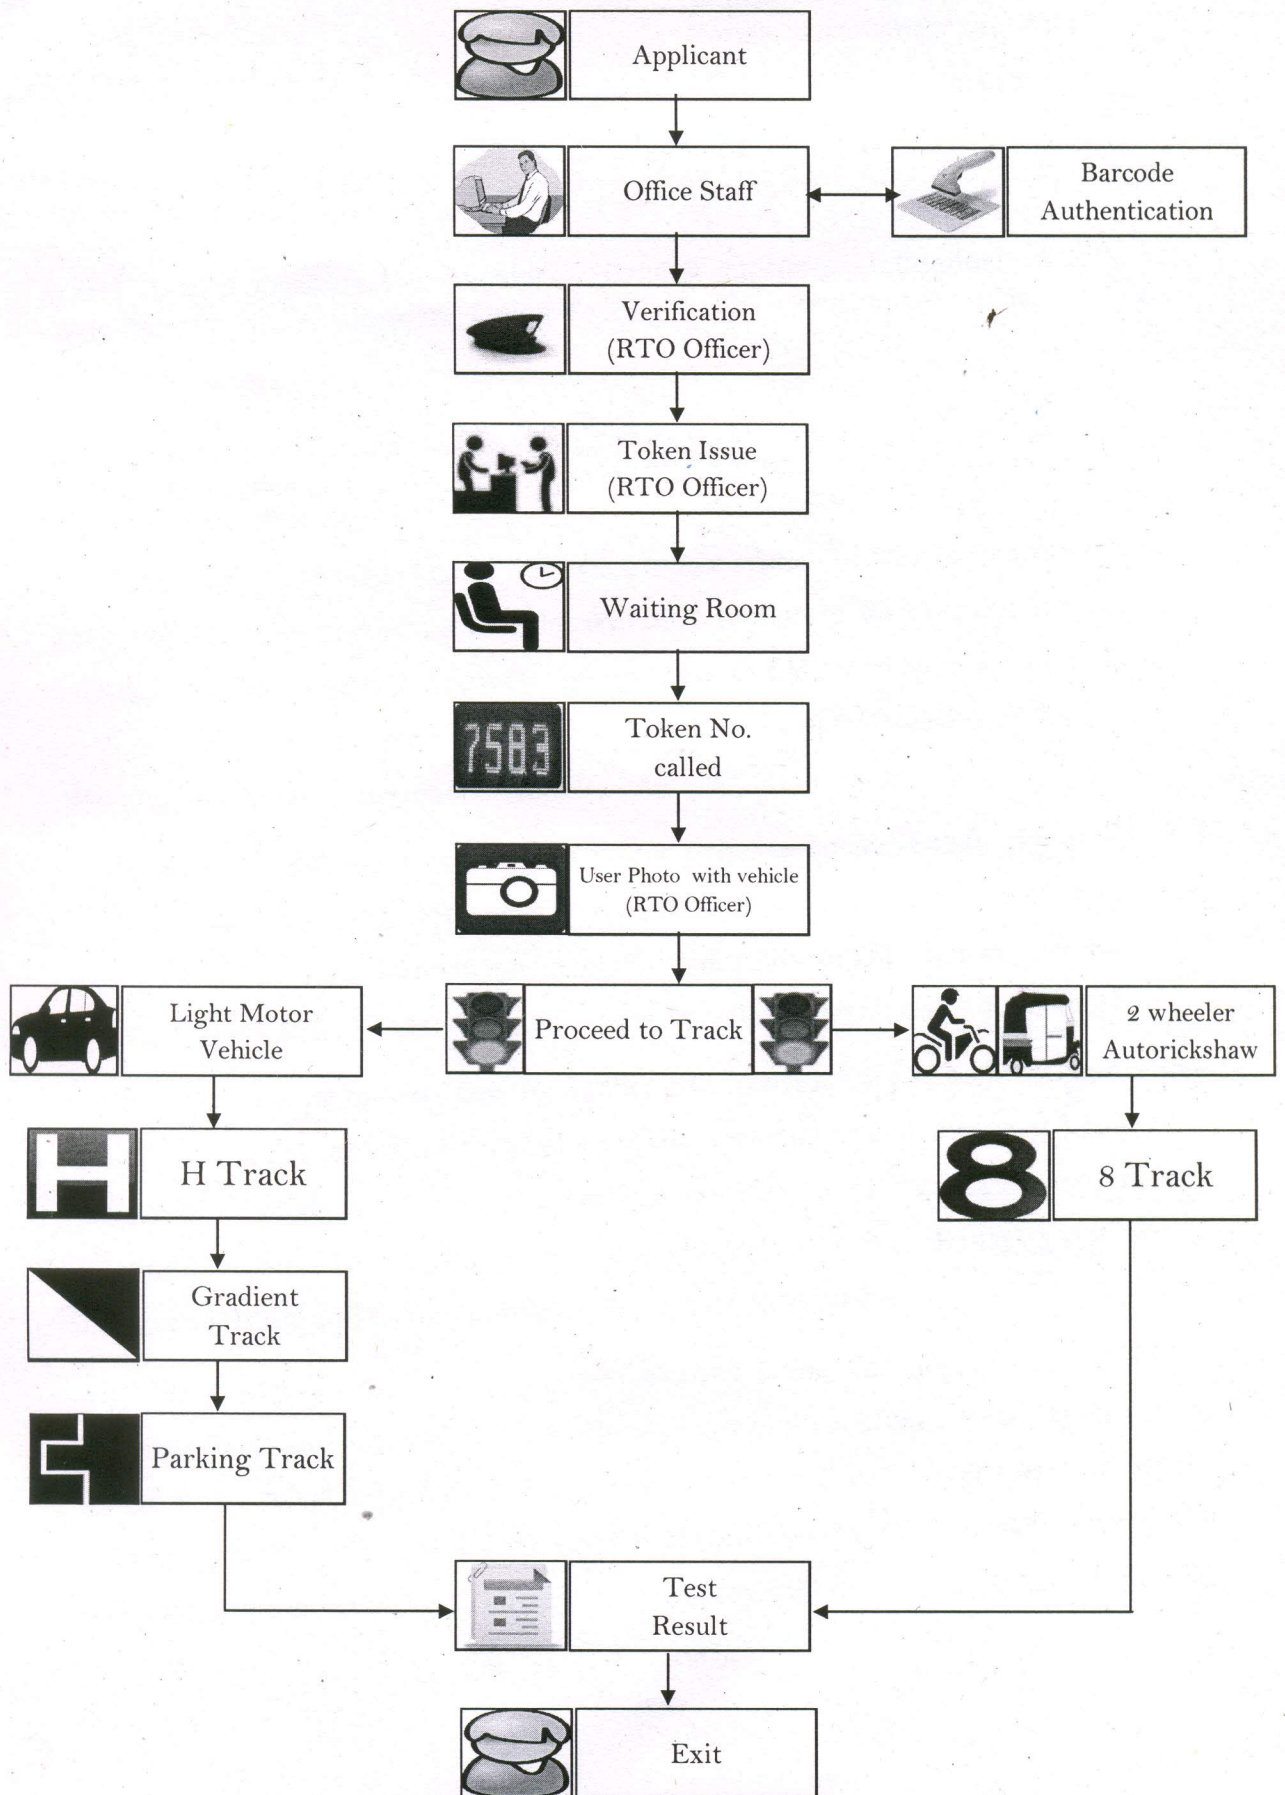 Applicant
Office Staff
Barcode
Authentication
Verification
(RTO Officer)
Token Issue
(RTO Officer)
Waiting Room
7583
Token No.
called
User Photo with vehicle
(RTO Officer)
Light Motor
Vehicle
Proceed to Track
2 wheeler
Autorickshaw
H
H Track
8
8 Track
Gradient
Track
Parking Track
Test
Result
Exit